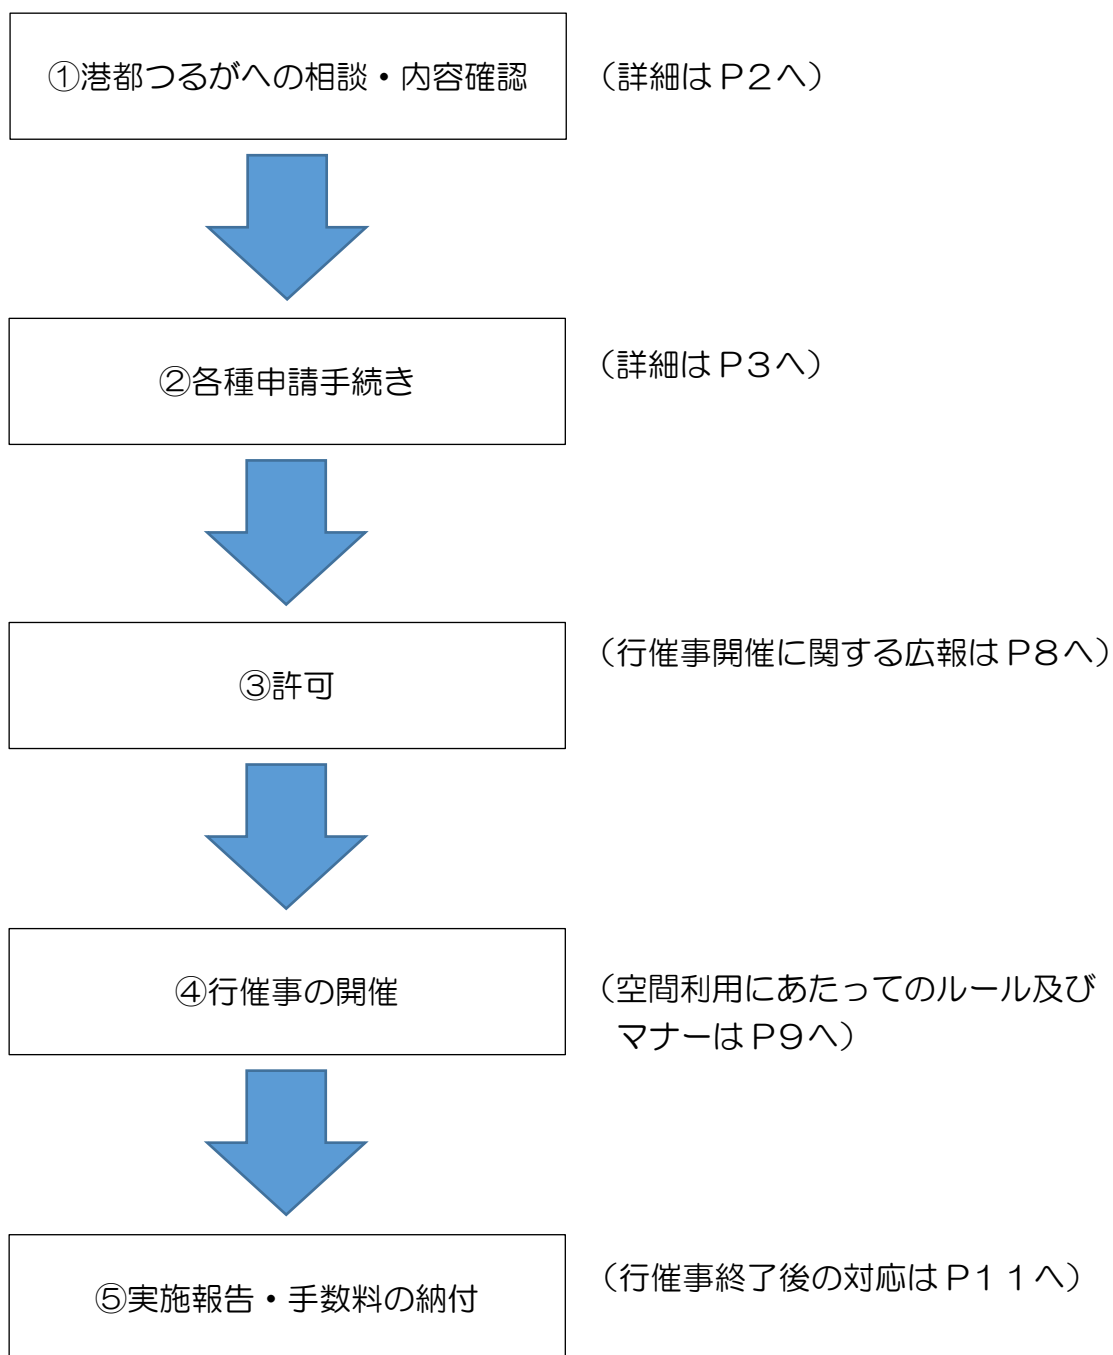 ①港都つるがへの相談・内容確認
（詳細はP2へ）
②各種申請手続き
（詳細はP3へ）
③許可
（行催事開催に関する広報はP8へ）
④行催事の開催
（空間利用にあたってのルール及び
マナーはP9へ）
⑤実施報告・手数料の納付
（行催事終了後の対応はP11へ）